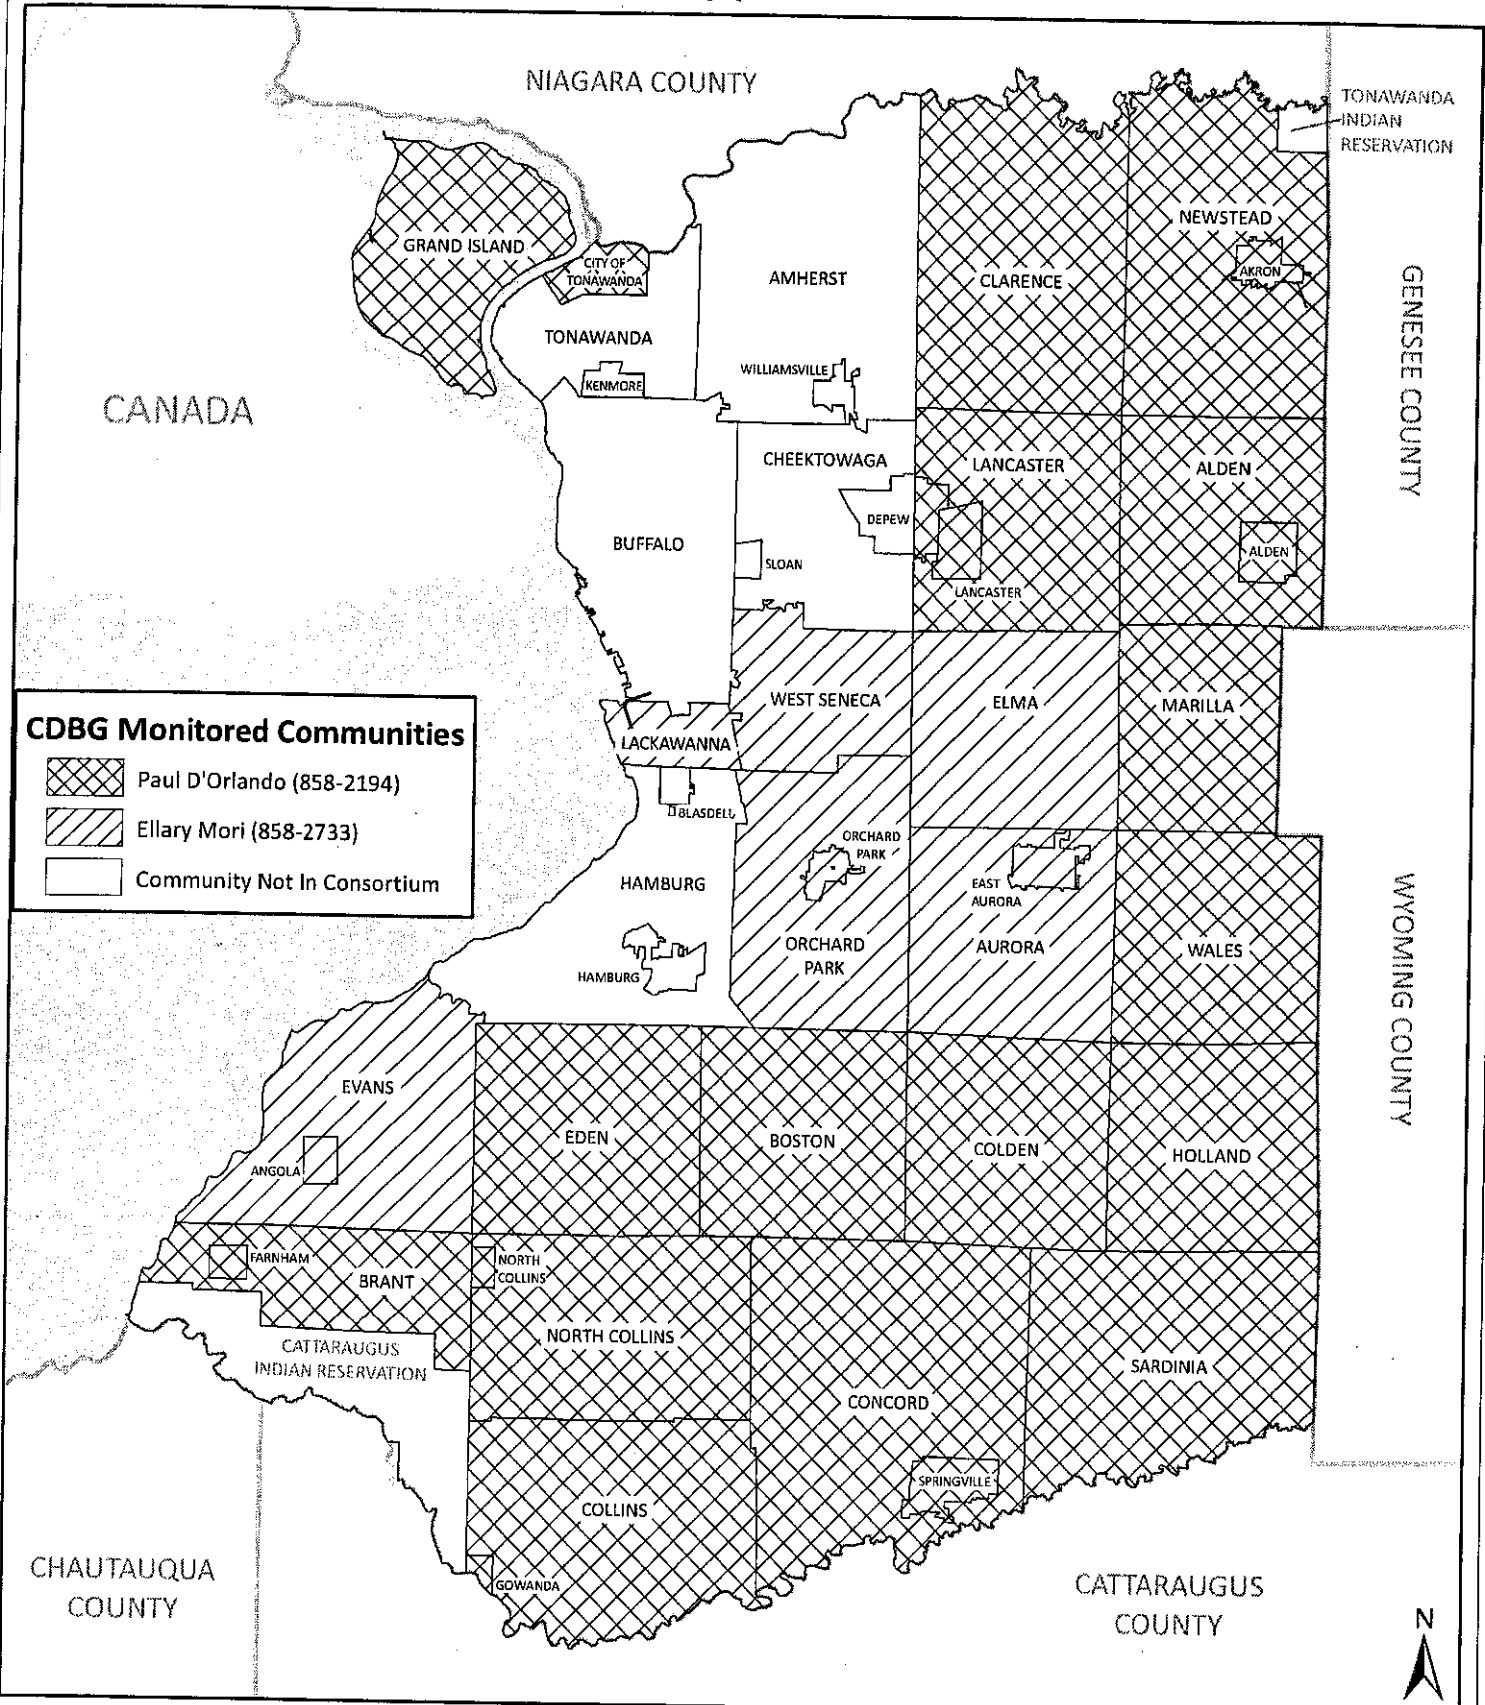 NIAGARA COUNTY
TONAWANDA
INDIAN
RESERVATION
NEWSTEAD
GRAND ISLAND
CITY OF
TONAWANDA
AKRON
AMHERST
CLARENCE
TONAWANDA
GENESEE COUNTY
WILLIAMSVILLE
KENMORE
CANADA
CHEEKTOWAGA
LANCASTER
ALDEN
DEPEW
BUFFALO
ALDEN
SLOAN
LANCASTER
WEST SENECA
ELMA
MARILLA
CDBG Monitored Communities
Paul D'Orlando (858-2194)
Ellary Mori (858-2733)
Community Not In Consortium
LACKAWANNA
BLASDELL
ORCHARD
PARK
HAMBURG
EAST
AURORA
WYOMING COUNTY
ORCHARD
PARK
AURORA
WALES
HAMBURG
EVANS
EDEN
BOSTON
COLDEN
HOLLAND
ANGOLA
FARNHAM
BRANT
NORTH
COLLINS
NORTH COLLINS
CATTARAUGUS
INDIAN RESERVATION
SARDINIA
CONCORD
SPRINGVILLE
COLLINS
GOWANDA
CHAUTAUQUA
COUNTY
CATTARAUGUS
COUNTY
N